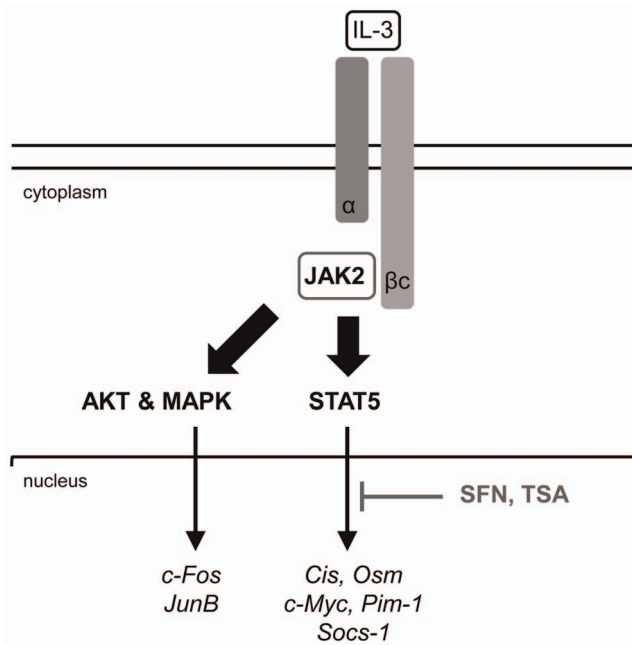 IL-3
cytoplasm
α
JAK2
βc
AKT & MAPK
STAT5
nucleus
SFN, TSA
c-Fos
JunB
Cis, Osm
c-Myc, Pim-1
Socs-1